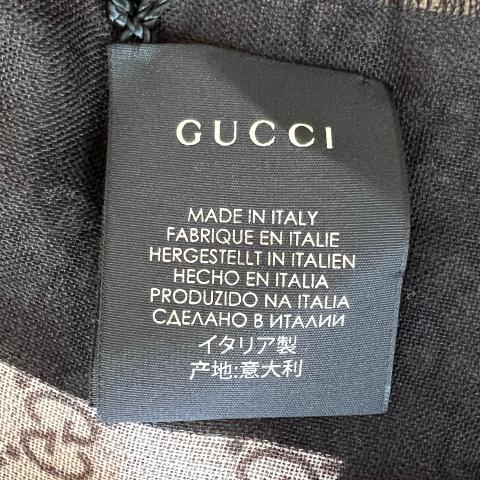 GUCCI
MADE IN ITALY
FABRIQUE EN ITALIE
HERGESTELLT IN ITALIEN
HECHO EN ITALIA
PRODUZIDO NA ITALIA
СДЕЛАНО В ИТАЛИИ
イタリア製
产地:意大利